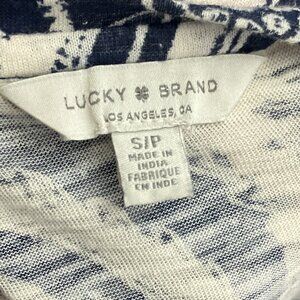 LUCKY BRAND
LOS ANGELES, CA
S/P
MADE IN
INDIA
FABRIQUE
EN INDE